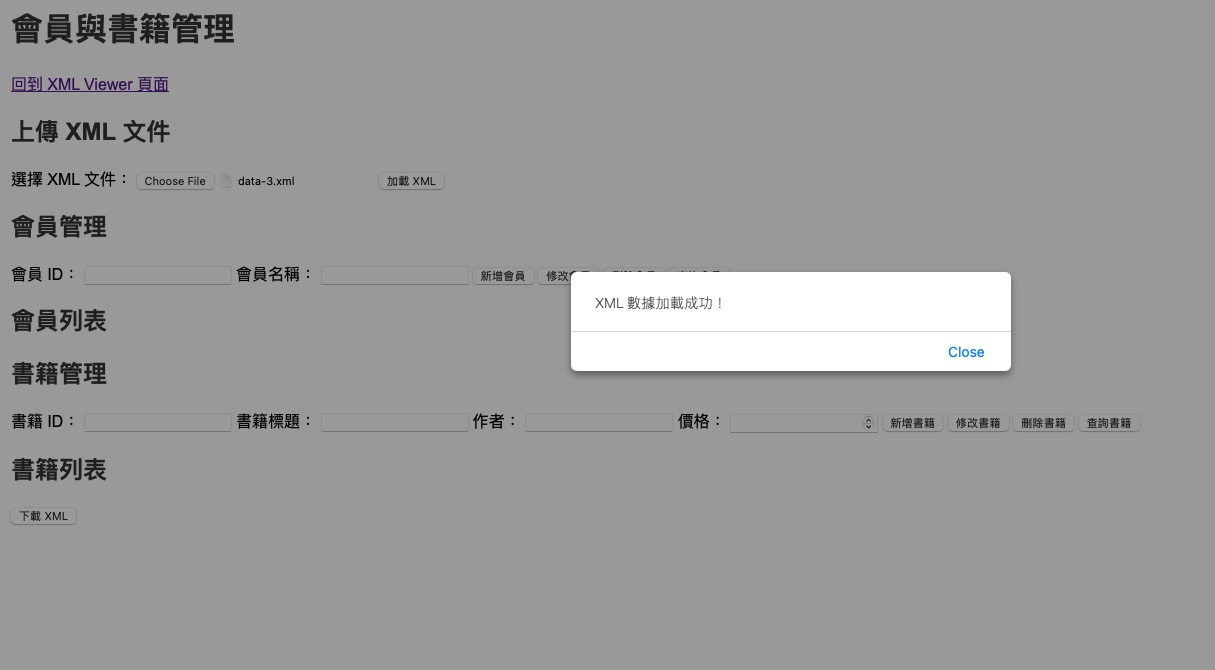 會員與書籍管理
回到 XML Viewer 頁面
上傳 XML 文件
選擇 XML 文件： Choose File data-3.xml 加載 XML
會員管理
會員 ID： 會員名稱： 新增會員
XML 數據加載成功！
Close
會員列表
書籍管理
書籍 ID： 書籍標題： 作者： 價格： 新增書籍 修改書籍 刪除書籍 查詢書籍
書籍列表
下載 XML